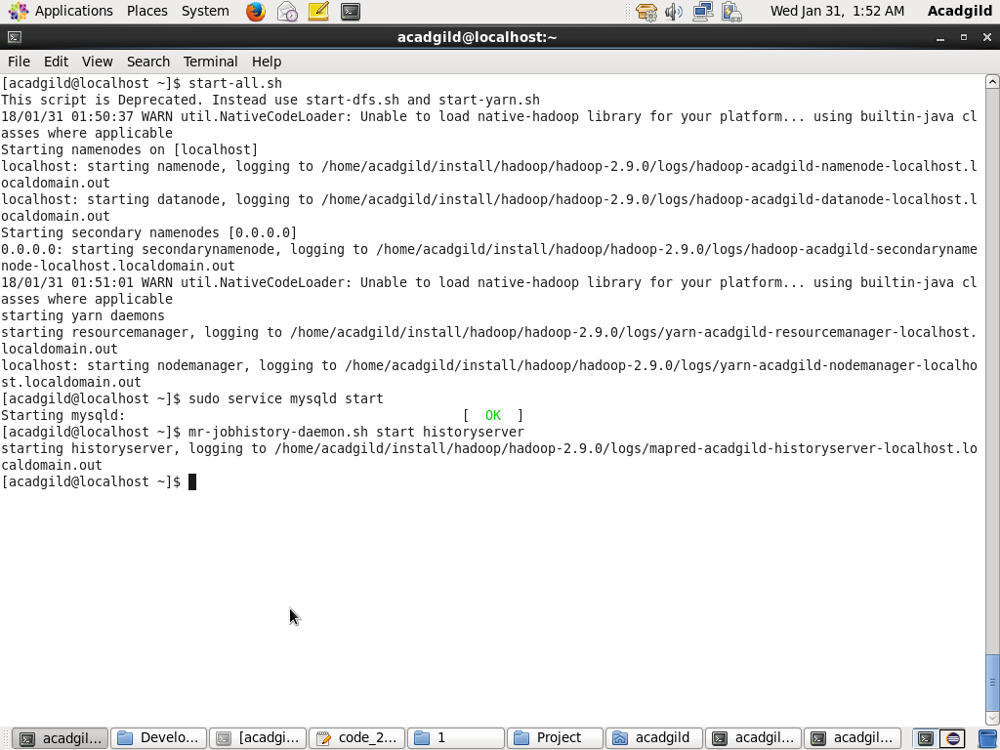 Applications Places System Wed Jan 31, 1:52 AM Acadgild
acadgild@localhost:~
File Edit View Search Terminal Help
[acadgild@localhost ~]$ start-all.sh
This script is Deprecated. Instead use start-dfs.sh and start-yarn.sh
18/01/31 01:50:37 WARN util.NativeCodeLoader: Unable to load native-hadoop library for your platform... using builtin-java cl
asses where applicable
Starting namenodes on [localhost]
localhost: starting namenode, logging to /home/acadgild/install/hadoop/hadoop-2.9.0/logs/hadoop-acadgild-namenode-localhost.l
ocaldomain.out
localhost: starting datanode, logging to /home/acadgild/install/hadoop/hadoop-2.9.0/logs/hadoop-acadgild-datanode-localhost.l
ocaldomain.out
Starting secondary namenodes [0.0.0.0]
0.0.0.0: starting secondarynamenode, logging to /home/acadgild/install/hadoop/hadoop-2.9.0/logs/hadoop-acadgild-secondaryname
node-localhost.localdomain.out
18/01/31 01:51:01 WARN util.NativeCodeLoader: Unable to load native-hadoop library for your platform... using builtin-java cl
asses where applicable
starting yarn daemons
starting resourcemanager, logging to /home/acadgild/install/hadoop/hadoop-2.9.0/logs/yarn-acadgild-resourcemanager-localhost.
localdomain.out
localhost: starting nodemanager, logging to /home/acadgild/install/hadoop/hadoop-2.9.0/logs/yarn-acadgild-nodemanager-localho
st.localdomain.out
[acadgild@localhost ~]$ sudo service mysqld start
Starting mysqld: [ OK ]
[acadgild@localhost ~]$ mr-jobhistory-daemon.sh start historyserver
starting historyserver, logging to /home/acadgild/install/hadoop/hadoop-2.9.0/logs/mapred-acadgild-historyserver-localhost.lo
caldomain.out
[acadgild@localhost ~]$
acadgil... Develo... [acadgi... code_2... 1 Project acadgild acadgil... acadgil...